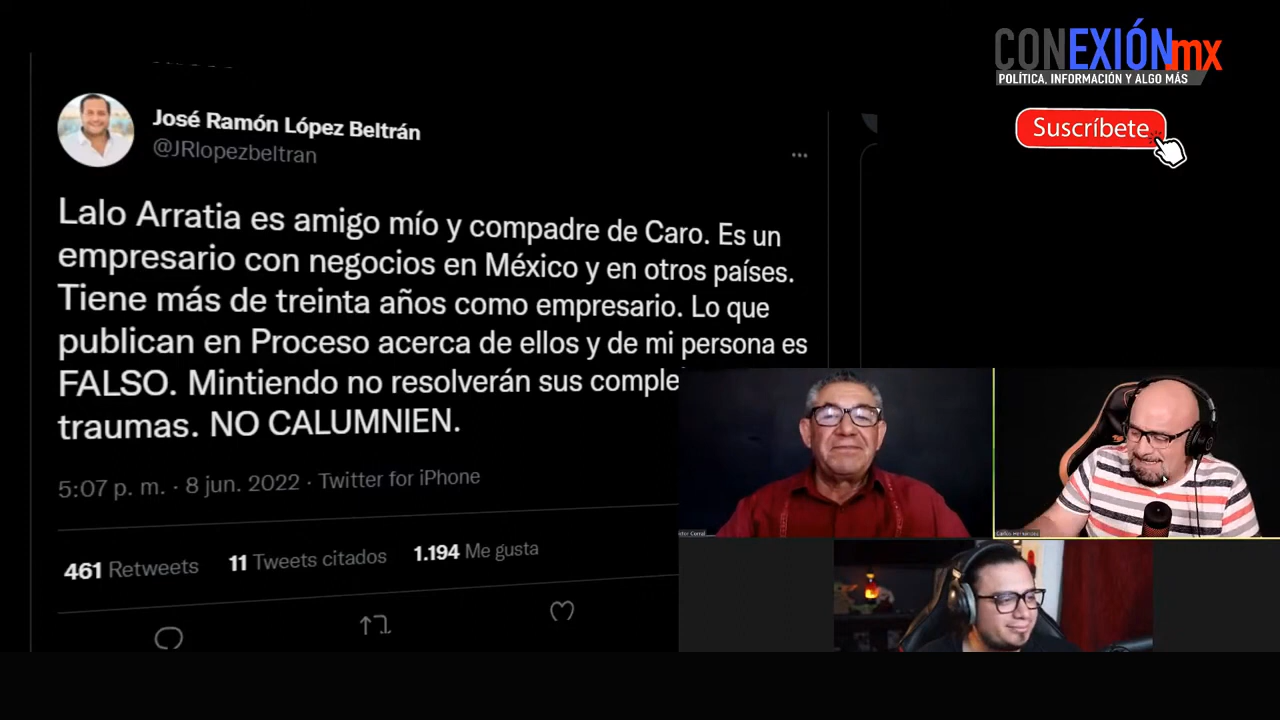 CONEXIÓNmx
POLÍTICA, INFORMACIÓN Y ALGO MÁS
Suscríbete
José Ramón López Beltrán
@JRlopezbeltran
Lalo Arratia es amigo mío y compadre de Caro. Es un
empresario con negocios en México y en otros países.
Tiene más de treinta años como empresario. Lo que
publican en Proceso acerca de ellos y de mi persona es
FALSO. Mintiendo no resolverán sus comple
traumas. NO CALUMNIEN.
5:07 p. m. · 8 jun. 2022 · Twitter for iPhone
461 Retweets 11 Tweets citados 1.194 Me gusta
Carlos Hernandez